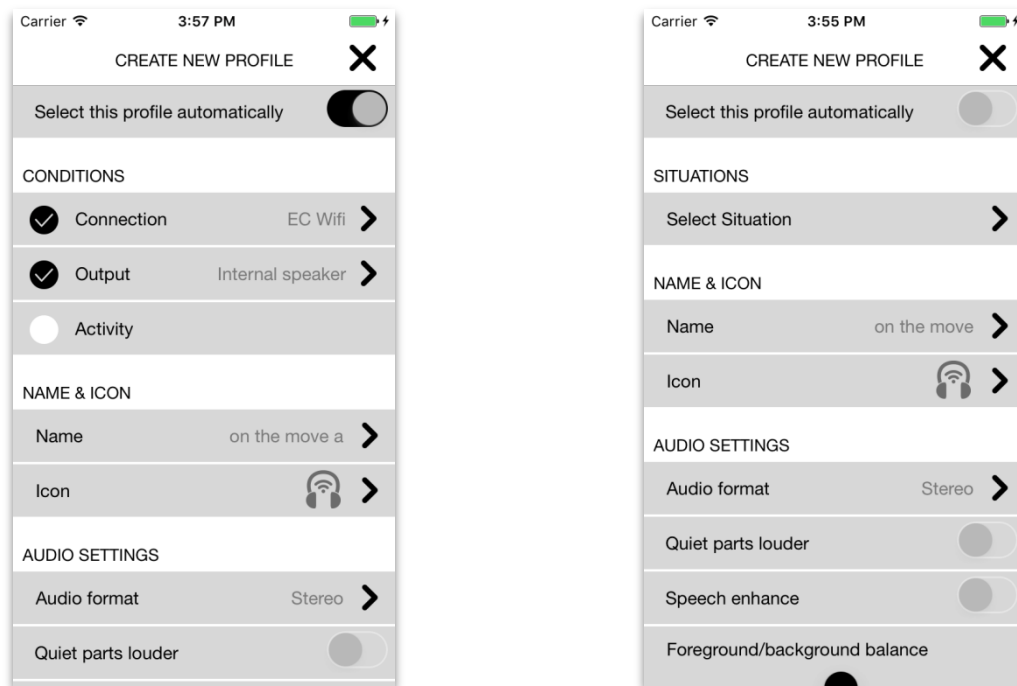 Carrier 3:57 PM
CREATE NEW PROFILE
Select this profile automatically
CONDITIONS
Connection EC Wifi
Output Internal speaker
Activity
NAME & ICON
Name on the move a
Icon
AUDIO SETTINGS
Audio format Stereo
Quiet parts louder
Carrier 3:55 PM
CREATE NEW PROFILE
Select this profile automatically
SITUATIONS
Select Situation
NAME & ICON
Name on the move
Icon
AUDIO SETTINGS
Audio format Stereo
Quiet parts louder
Speech enhance
Foreground/background balance